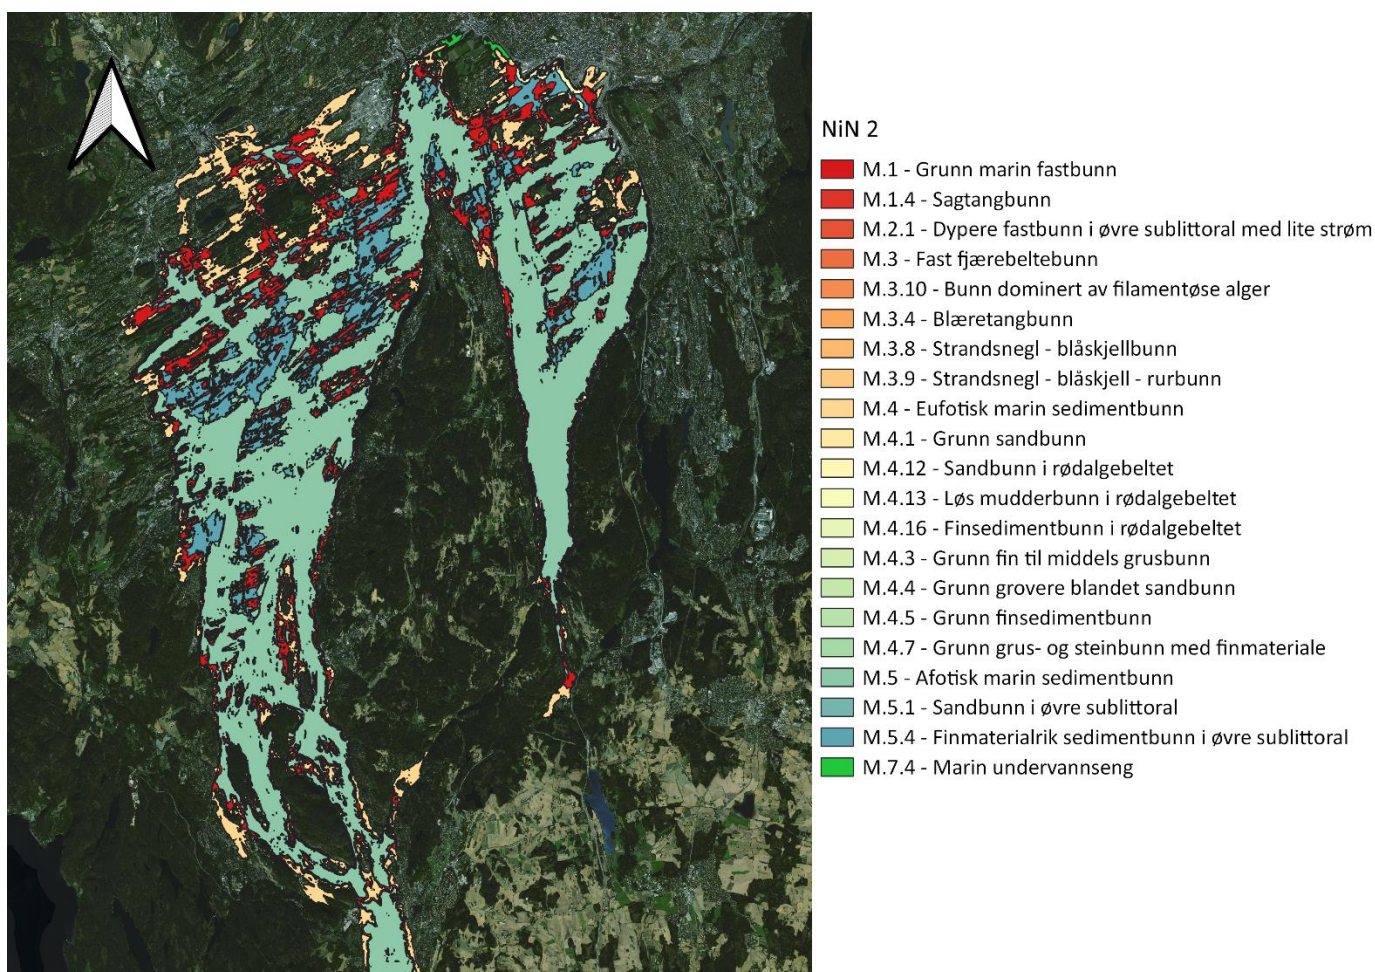 NiN 2
M.1 - Grunn marin fastbunn
M.1.4 - Sagtangbunn
M.2.1 - Dypere fastbunn i øvre sublittoral med lite strøm
M.3 - Fast fjærebeltebunn
M.3.10 - Bunn dominert av filamentøse alger
M.3.4 - Blæretangbunn
M.3.8 - Strandsnegl - blåskjellbunn
M.3.9 - Strandsnegl - blåskjell - rurbunn
M.4 - Eufotisk marin sedimentbunn
M.4.1 - Grunn sandbunn
M.4.12 - Sandbunn i rødalgebeltet
M.4.13 - Løs mudderbunn i rødalgebeltet
M.4.16 - Finsedimentbunn i rødalgebeltet
M.4.3 - Grunn fin til middels grusbunn
M.4.4 - Grunn grovere blandet sandbunn
M.4.5 - Grunn finsedimentbunn
M.4.7 - Grunn grus- og steinbunn med finmateriale
M.5 - Afotisk marin sedimentbunn
M.5.1 - Sandbunn i øvre sublittoral
M.5.4 - Finmaterialrik sedimentbunn i øvre sublittoral
M.7.4 - Marin undervannseng